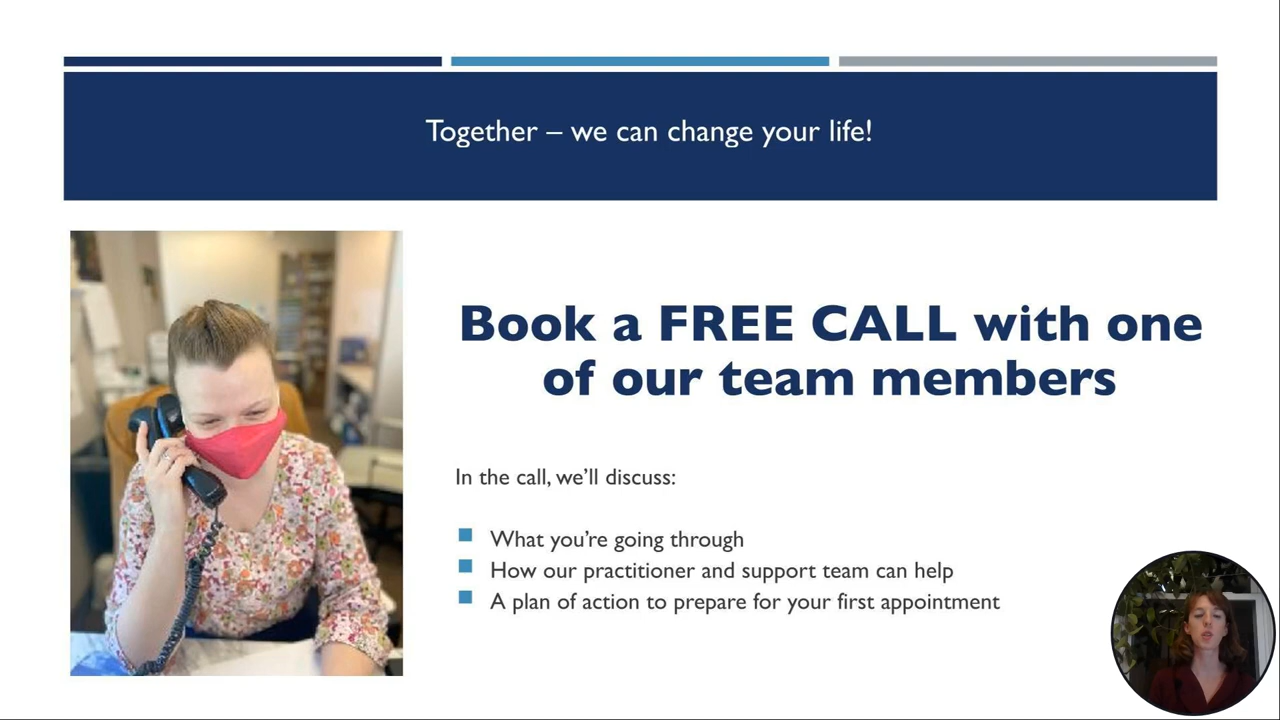 Together – we can change your life!
Book a FREE CALL with one
of our team members
In the call, we’ll discuss:
What you’re going through
How our practitioner and support team can help
A plan of action to prepare for your first appointment